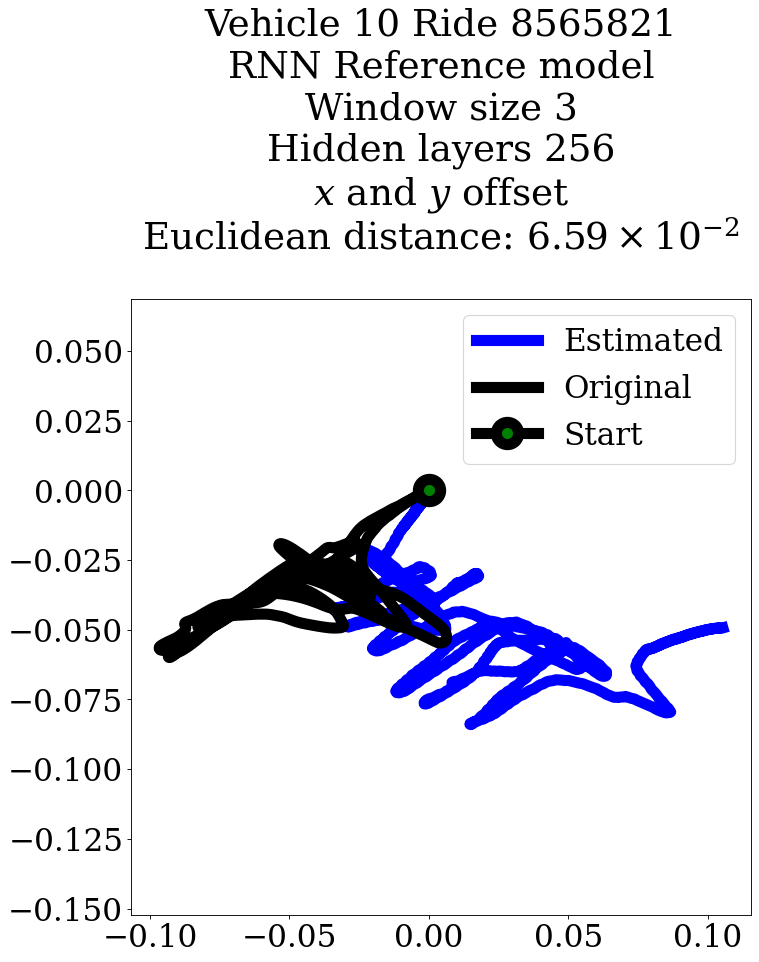 Vehicle 10 Ride 8565821
RNN Reference model
Window size 3
Hidden layers 256
x and y offset
Euclidean distance: 6.59 × 10⁻²
Estimated
Original
Start
0.050
0.025
0.000
−0.025
−0.050
−0.075
−0.100
−0.125
−0.150
−0.10 −0.05 0.00 0.05 0.10